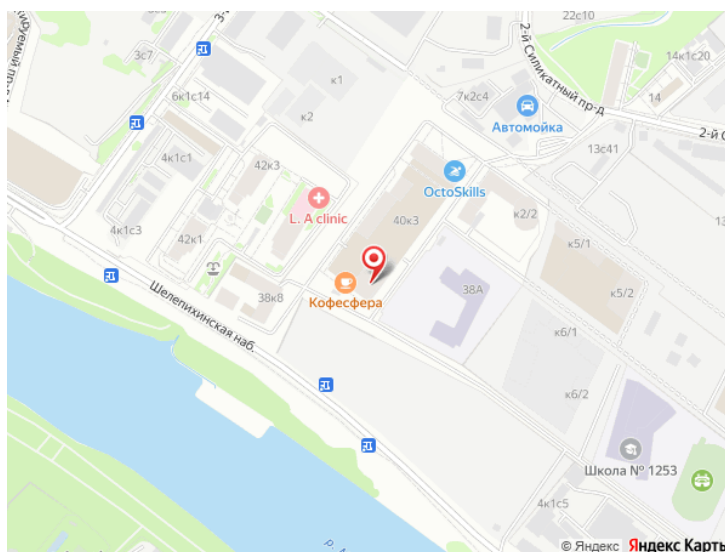 22с10
14к1с20
2-й Силикатный пр-д
3с7
к1
7к2с4
14
6к1с14
к2
Автомойка
2-й С
13с41
4к1с1
42к3
OctoSkills
L. A clinic
40к3
к2/2
4к1с3
42к1
к5/1
38к8
Кофесфера
38А
к5/2
Шелепихинская наб.
к6/1
к6/2
Школа № 1253
4к1с5
© Яндекс Яндекс Карты